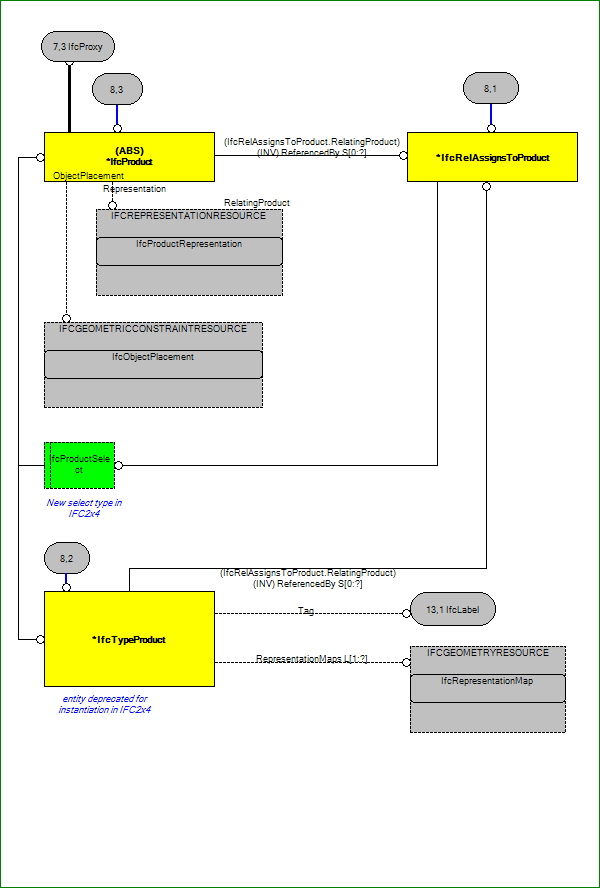 7,3 IfcProxy
8,3
8,1
(ABS)
*IfcProduct
(IfcRelAssignsToProduct.RelatingProduct)
(INV) ReferencedBy S[0:?]
*IfcRelAssignsToProduct
ObjectPlacement
Representation
RelatingProduct
IFCREPRESENTATIONRESOURCE
IfcProductRepresentation
IFCGEOMETRICCONSTRAINTRESOURCE
IfcObjectPlacement
IfcProductSele
ct
New select type in
IFC2x4
8,2
(IfcRelAssignsToProduct.RelatingProduct)
(INV) ReferencedBy S[0:?]
*IfcTypeProduct
Tag
13,1 IfcLabel
RepresentationMaps L[1:?]
IFCGEOMETRYRESOURCE
IfcRepresentationMap
entity deprecated for
instantiation in IFC2x4